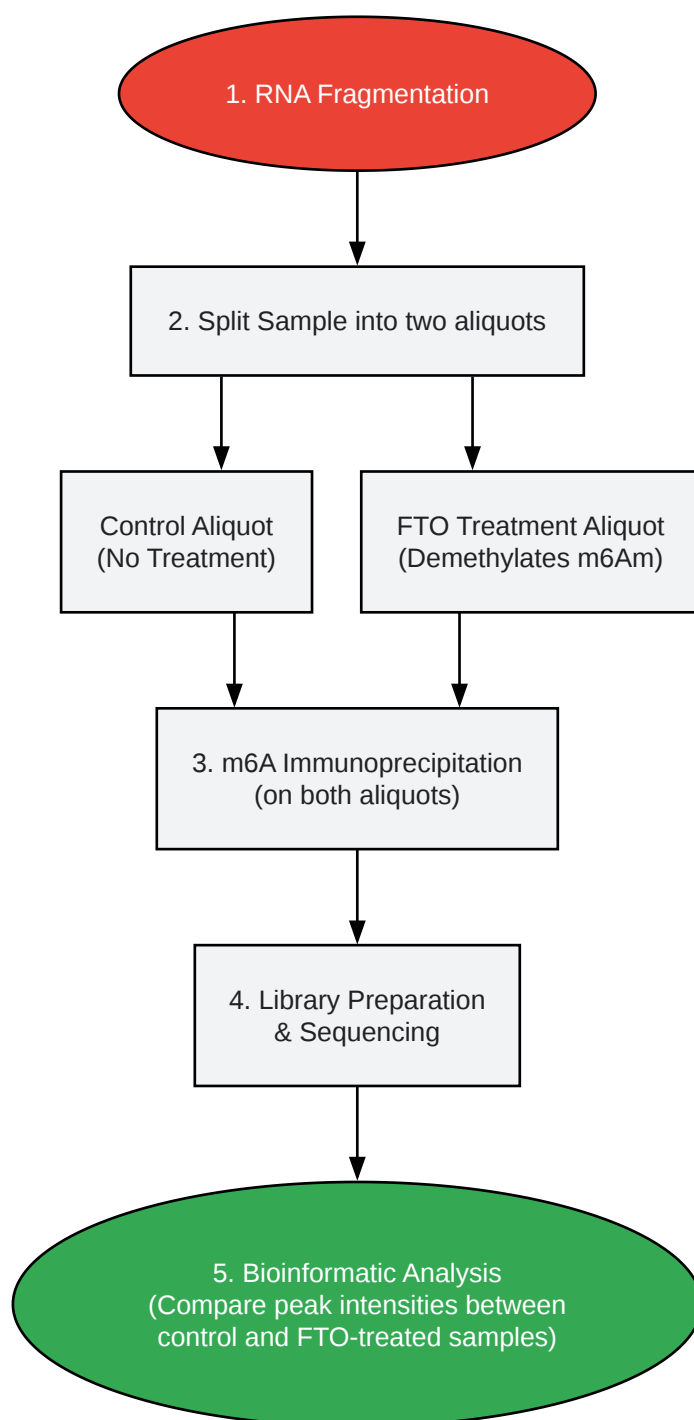 1. RNA Fragmentation
2. Split Sample into two aliquots
Control Aliquot
(No Treatment)
FTO Treatment Aliquot
(Demethylates m6Am)
3. m6A Immunoprecipitation
(on both aliquots)
4. Library Preparation
& Sequencing
5. Bioinformatic Analysis
(Compare peak intensities between
control and FTO-treated samples)